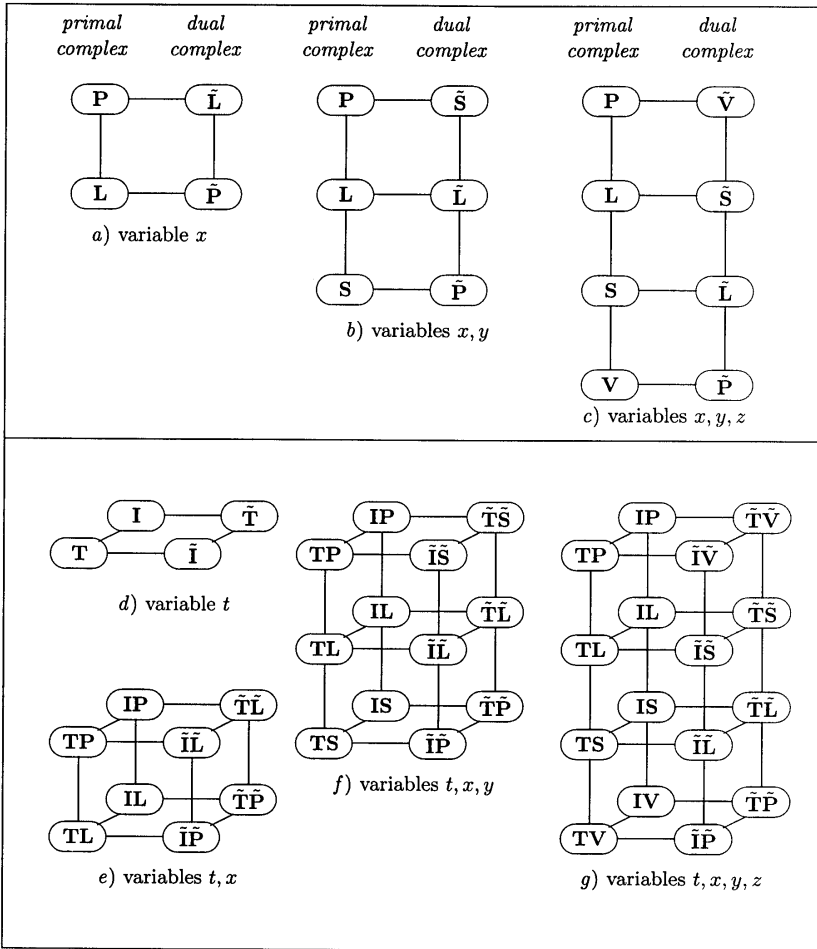 primal dual primal dual primal dual
complex complex complex complex complex complex
P L̃ P S̃ P Ṽ
L P̃ L L̃ L S̃
a) variable x
S P̃ S L̃
b) variables x, y
V P̃
c) variables x, y, z
I T̃
T Ĩ
d) variable t
IP T̃L̃
TP ĨL̃
IL T̃P̃
TL ĨP̃
e) variables t, x
IP T̃S̃
TP ĨS̃
IL T̃L̃
TL ĨL̃
IS T̃P̃
TS ĨP̃
f) variables t, x, y
IP T̃Ṽ
TP ĨṼ
IL T̃S̃
TL ĨS̃
IS T̃L̃
TS ĨL̃
IV T̃P̃
TV ĨP̃
g) variables t, x, y, z